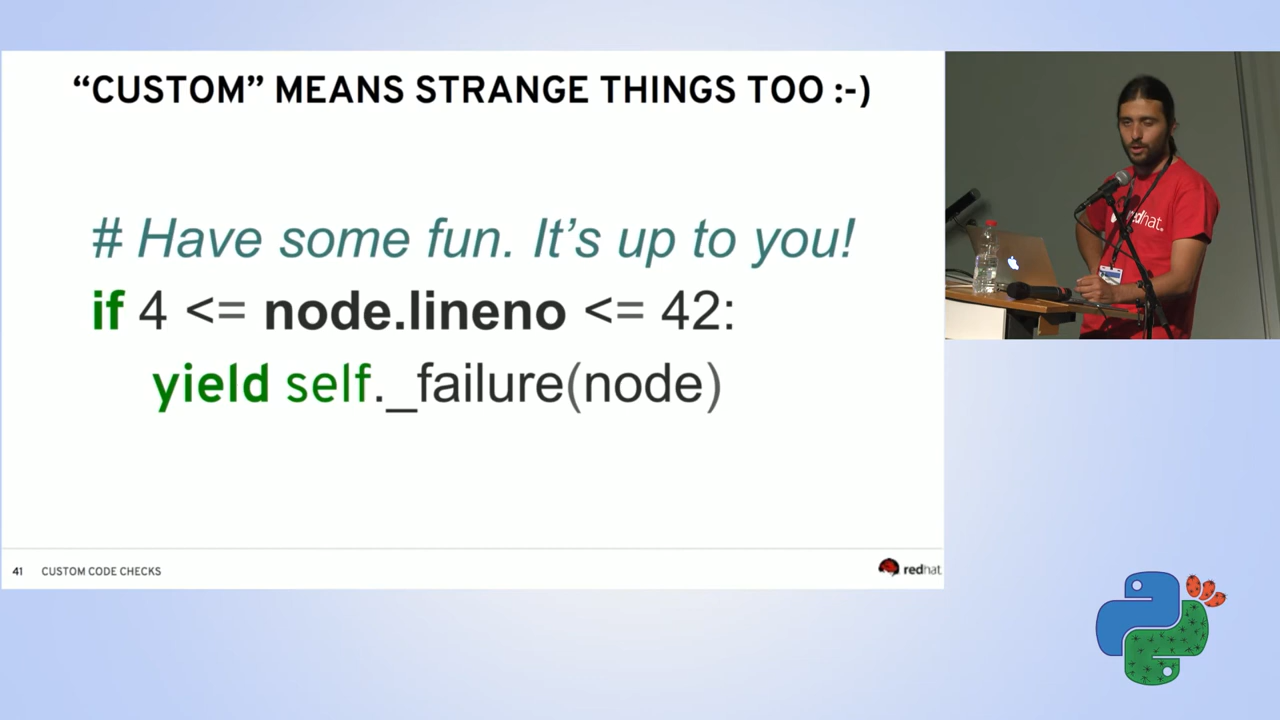 “CUSTOM” MEANS STRANGE THINGS TOO :-)
# Have some fun. It’s up to you!
if 4 <= node.lineno <= 42:
yield self._failure(node)
41 CUSTOM CODE CHECKS
redhat
redhat.